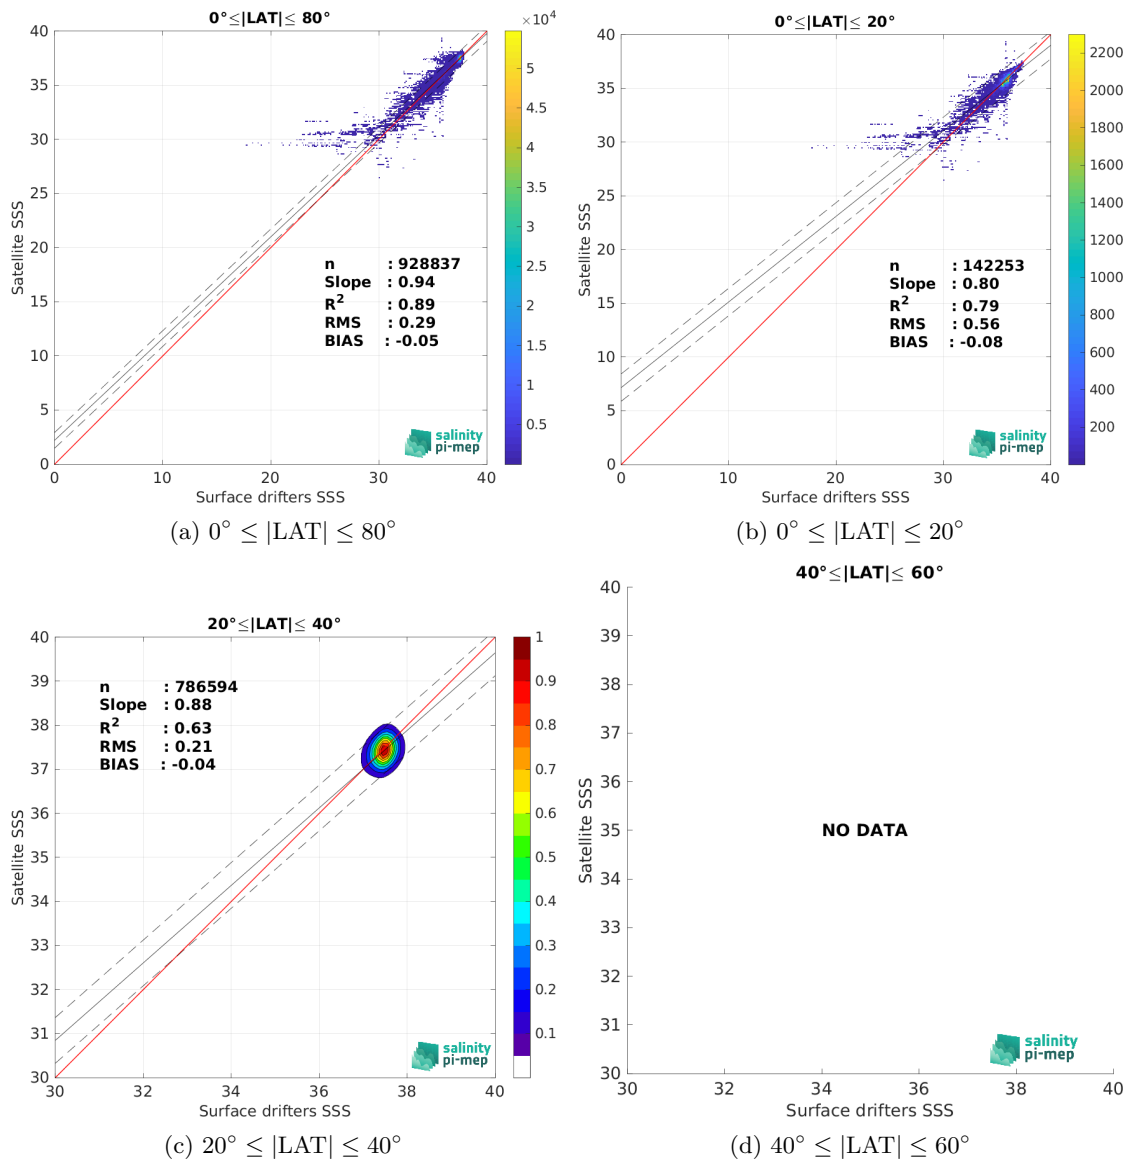 0°≤|LAT|≤ 80°
×10⁴
40
35
30
25
20
15
10
5
0
Satellite SSS
n : 928837
Slope : 0.94
R² : 0.89
RMS : 0.29
BIAS : -0.05
salinity
pi-mep
0 10 20 30 40
Surface drifters SSS
5
4.5
4
3.5
3
2.5
2
1.5
1
0.5
(a) 0° ≤ |LAT| ≤ 80°
0°≤|LAT|≤ 20°
40
35
30
25
20
15
10
5
0
Satellite SSS
n : 142253
Slope : 0.80
R² : 0.79
RMS : 0.56
BIAS : -0.08
salinity
pi-mep
0 10 20 30 40
Surface drifters SSS
2200
2000
1800
1600
1400
1200
1000
800
600
400
200
(b) 0° ≤ |LAT| ≤ 20°
20°≤|LAT|≤ 40°
40
39
38
37
36
35
34
33
32
31
30
Satellite SSS
n : 786594
Slope : 0.88
R² : 0.63
RMS : 0.21
BIAS : -0.04
salinity
pi-mep
30 32 34 36 38 40
Surface drifters SSS
1
0.9
0.8
0.7
0.6
0.5
0.4
0.3
0.2
0.1
(c) 20° ≤ |LAT| ≤ 40°
40°≤|LAT|≤ 60°
40
39
38
37
36
35
34
33
32
31
30
Satellite SSS
NO DATA
salinity
pi-mep
30 32 34 36 38 40
Surface drifters SSS
(d) 40° ≤ |LAT| ≤ 60°